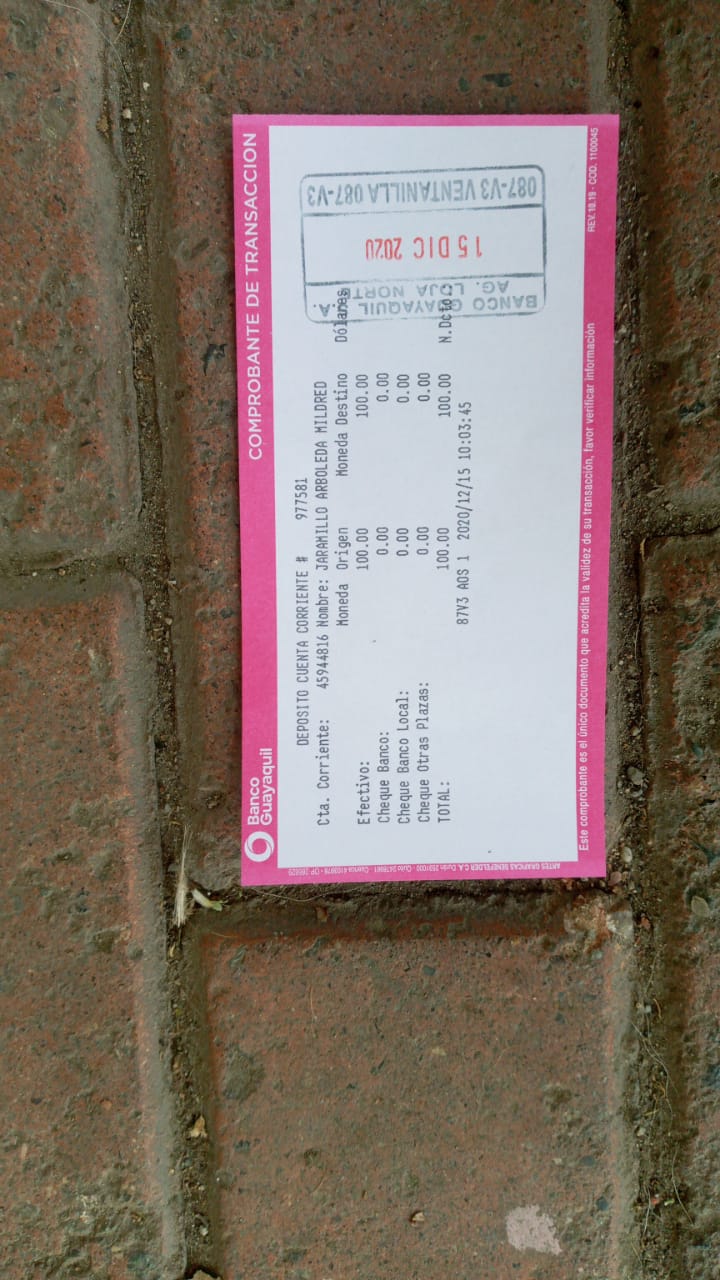 Banco
Guayaquil
COMPROBANTE DE TRANSACCION
DEPOSITO CUENTA CORRIENTE # 977581
Cta. Corriente: 45944816 Nombre: JARAMILLO ARBOLEDA MILDRED
Moneda Origen Moneda Destino Dólares
Efectivo: 100.00 100.00
Cheque Banco: 0.00 0.00
Cheque Banco Local: 0.00 0.00
Cheque Otras Plazas: 0.00 0.00
TOTAL: 100.00 100.00 N.Dcto
87V3 AOS 1 2020/12/15 10:03:45
BANCO GUAYAQUIL S.A.
AG. LOJA NORTE
15 DIC 2020
087-V3 VENTANILLA 087-V3
Este comprobante es el único documento que acredita la validez de su transacción, favor verificar información
REV. 10.19 - COD. 1100045
ARTES GRAFICAS SENEFELDER C.A.